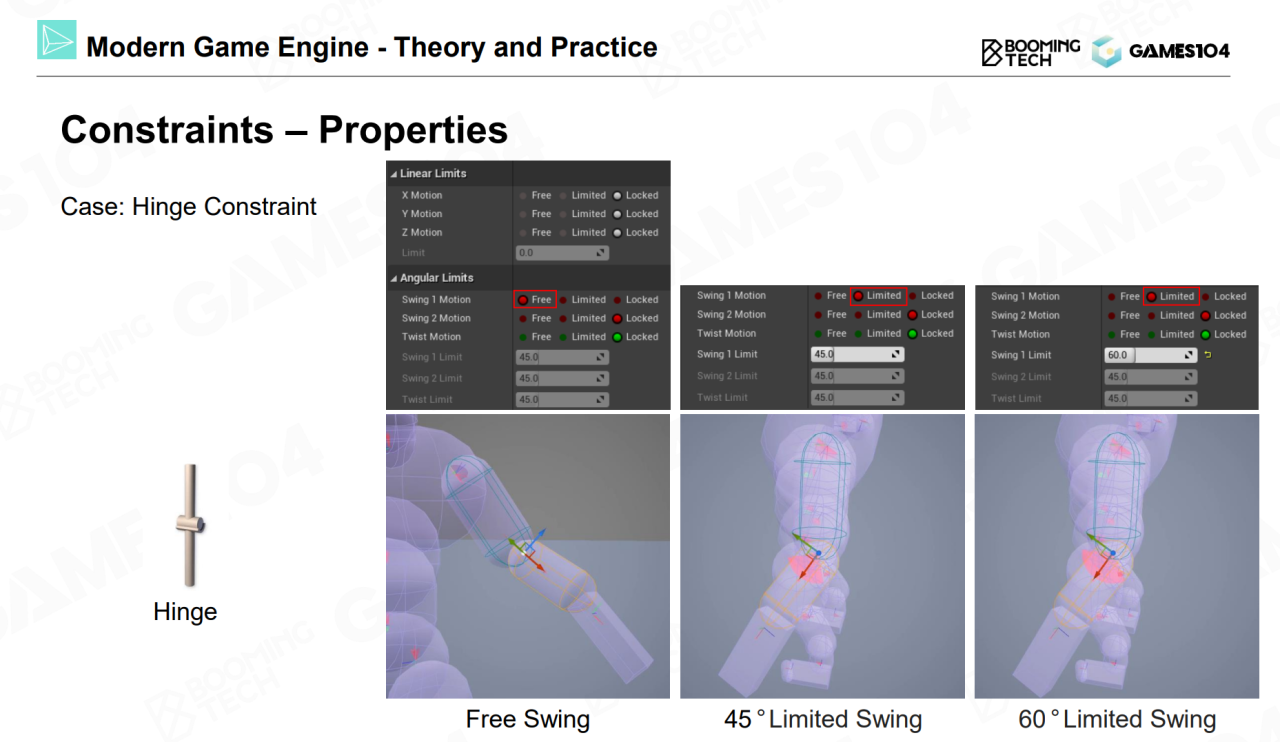 Modern Game Engine - Theory and Practice
BOOMING TECH
GAMES104
Constraints – Properties
Case: Hinge Constraint
Linear Limits
X Motion Free Limited Locked
Y Motion Free Limited Locked
Z Motion Free Limited Locked
Limit 0.0
Angular Limits
Swing 1 Motion Free Limited Locked
Swing 2 Motion Free Limited Locked
Twist Motion Free Limited Locked
Swing 1 Limit 45.0
Swing 2 Limit 45.0
Twist Limit 45.0
Swing 1 Motion Free Limited Locked
Swing 2 Motion Free Limited Locked
Twist Motion Free Limited Locked
Swing 1 Limit 45.0
Swing 2 Limit 45.0
Twist Limit 45.0
Swing 1 Motion Free Limited Locked
Swing 2 Motion Free Limited Locked
Twist Motion Free Limited Locked
Swing 1 Limit 60.0
Swing 2 Limit 45.0
Twist Limit 45.0
Hinge
Free Swing
45°Limited Swing
60°Limited Swing